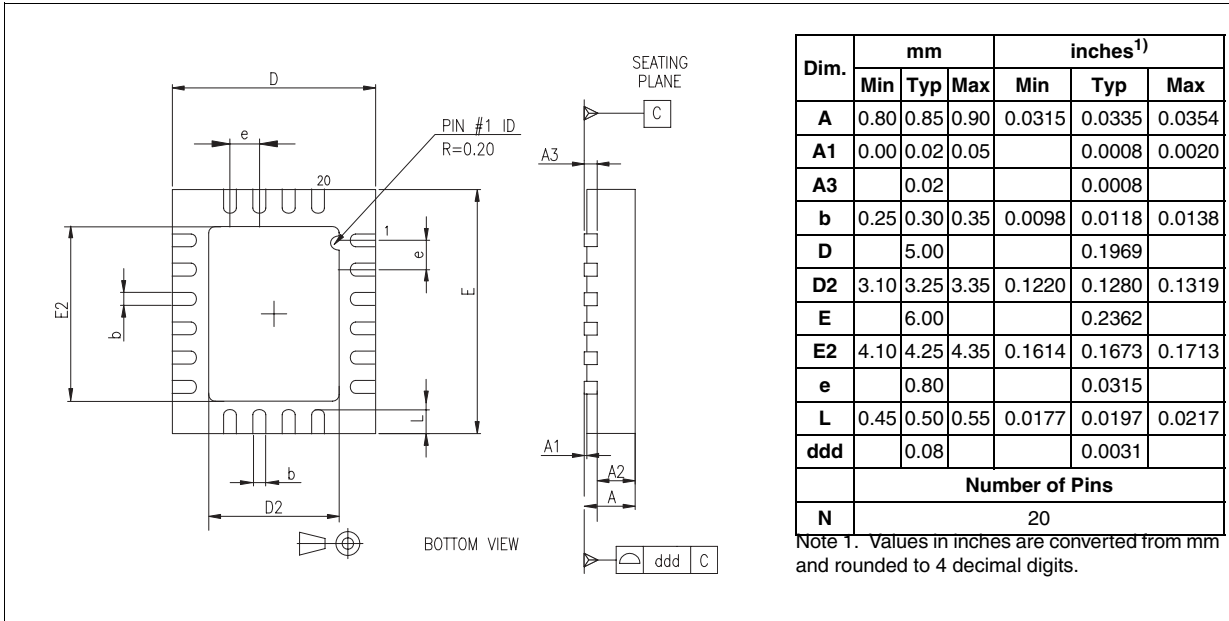 D
e
PIN #1 ID
R=0.20
20
1
e
E2
b
E
L
b
D2
BOTTOM VIEW
SEATING
PLANE
C
A3
A1
A2
A
ddd C
Dim. mm inches1)
Min Typ Max Min Typ Max
A 0.80 0.85 0.90 0.0315 0.0335 0.0354
A1 0.00 0.02 0.05 0.0008 0.0020
A3 0.02 0.0008
b 0.25 0.30 0.35 0.0098 0.0118 0.0138
D 5.00 0.1969
D2 3.10 3.25 3.35 0.1220 0.1280 0.1319
E 6.00 0.2362
E2 4.10 4.25 4.35 0.1614 0.1673 0.1713
e 0.80 0.0315
L 0.45 0.50 0.55 0.0177 0.0197 0.0217
ddd 0.08 0.0031
Number of Pins
N 20
Note 1. Values in inches are converted from mm
and rounded to 4 decimal digits.